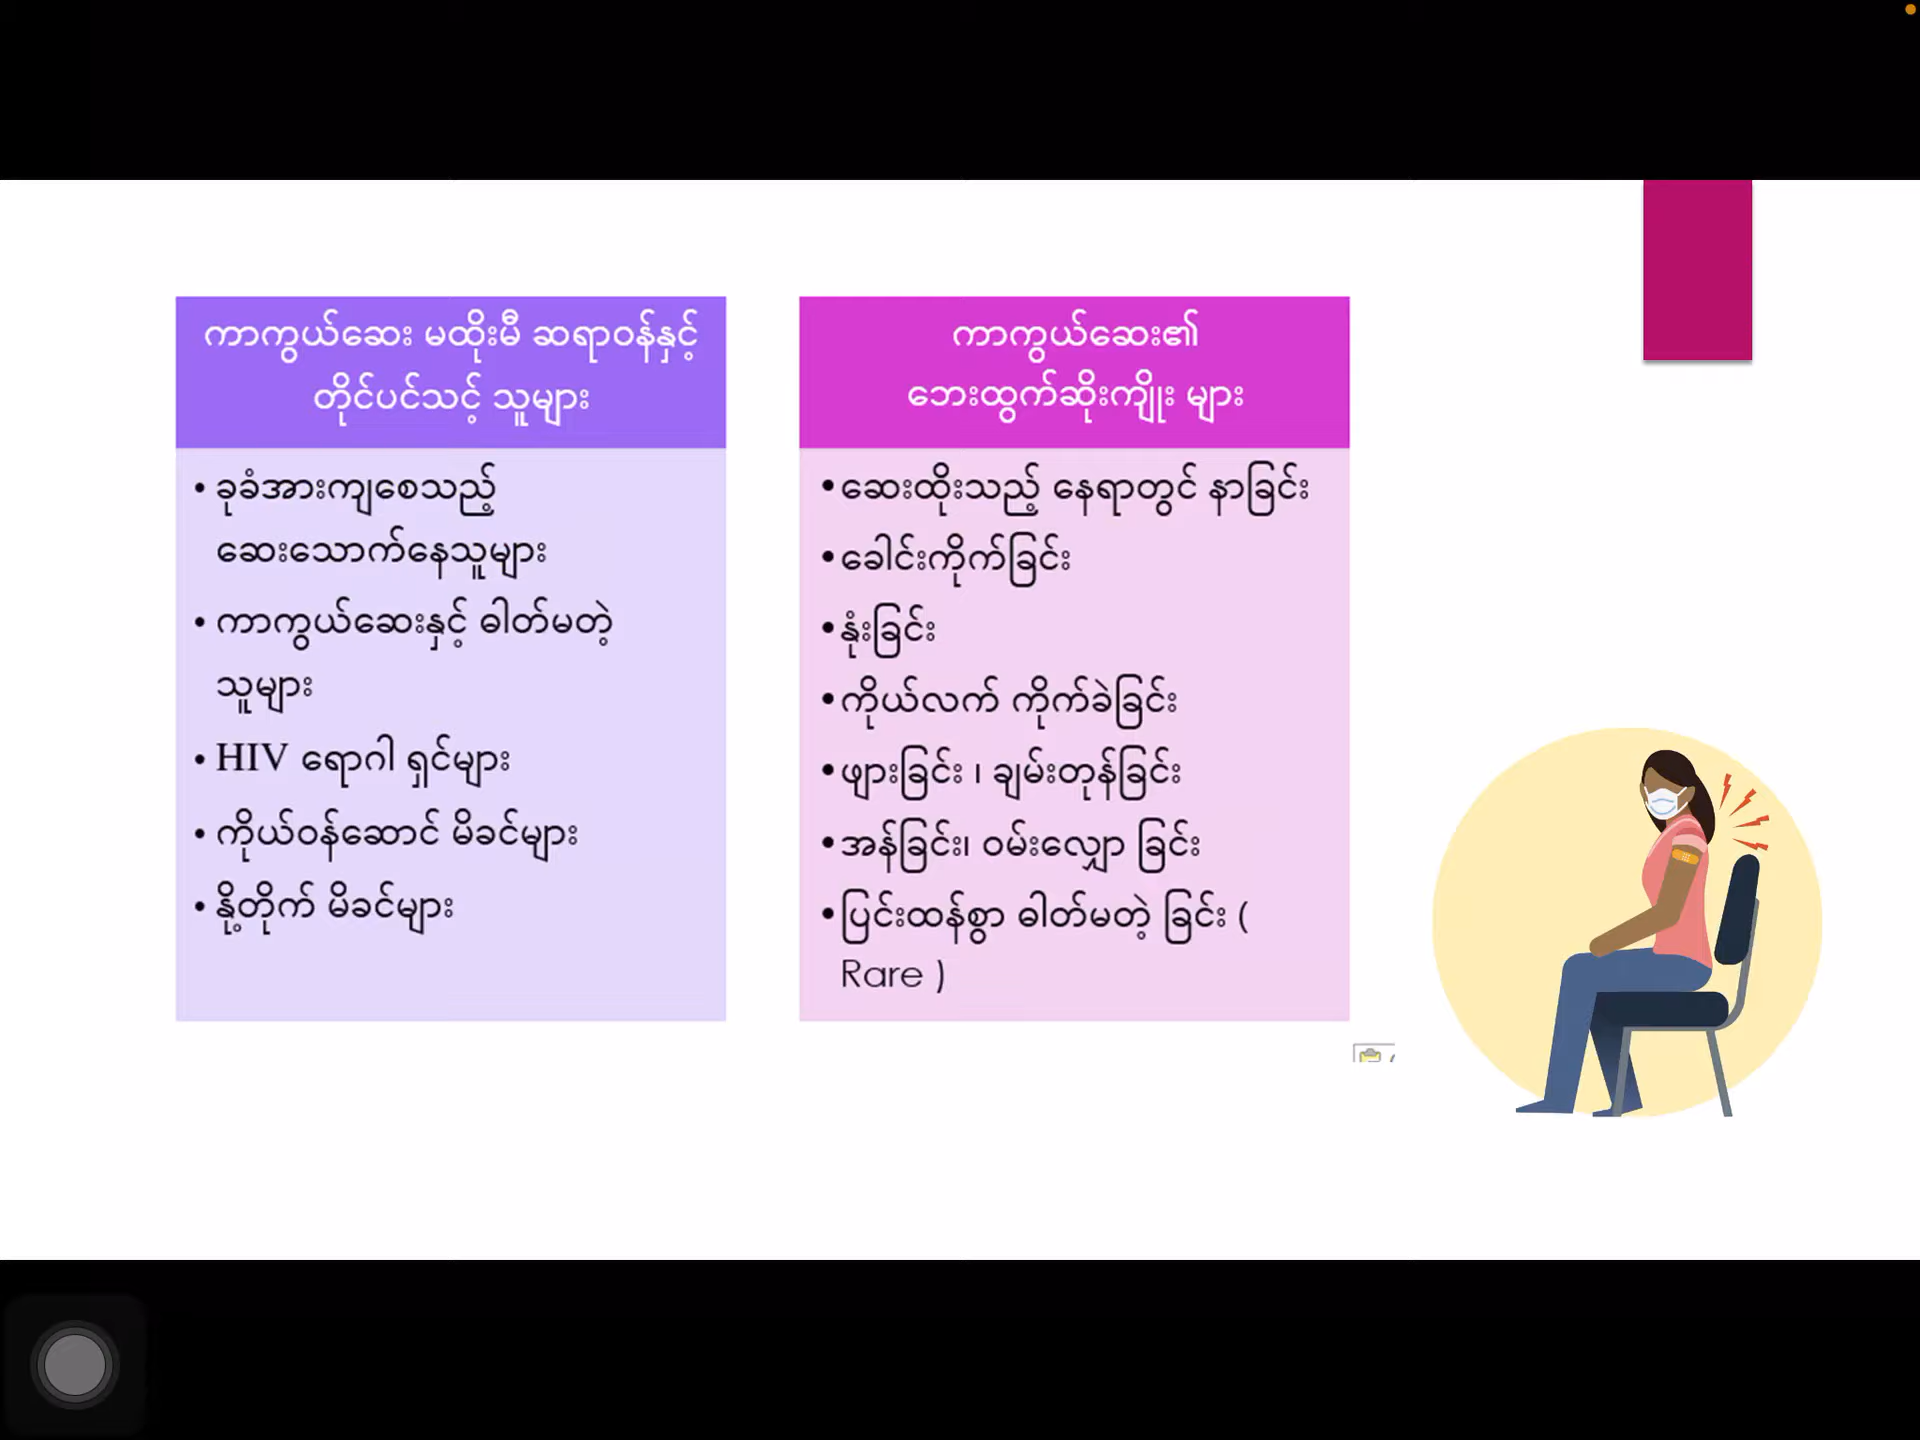 ကာကွယ်ဆေး မထိုးမီ ဆရာဝန်နှင့်
တိုင်ပင်သင့် သူများ
• ခုခံအားကျစေသည့်
ဆေးသောက်နေသူများ
• ကာကွယ်ဆေးနှင့် ဓါတ်မတဲ့
သူများ
• HIV ရောဂါ ရှင်များ
• ကိုယ်ဝန်ဆောင် မိခင်များ
• နို့တိုက် မိခင်များ
ကာကွယ်ဆေး၏
ဘေးထွက်ဆိုးကျိုး များ
• ဆေးထိုးသည့် နေရာတွင် နာခြင်း
• ခေါင်းကိုက်ခြင်း
• နုံးခြင်း
• ကိုယ်လက် ကိုက်ခဲခြင်း
• ဖျားခြင်း ၊ ချမ်းတုန်ခြင်း
• အန်ခြင်း၊ ဝမ်းလျှော ခြင်း
• ပြင်းထန်စွာ ဓါတ်မတဲ့ ခြင်း (
Rare )